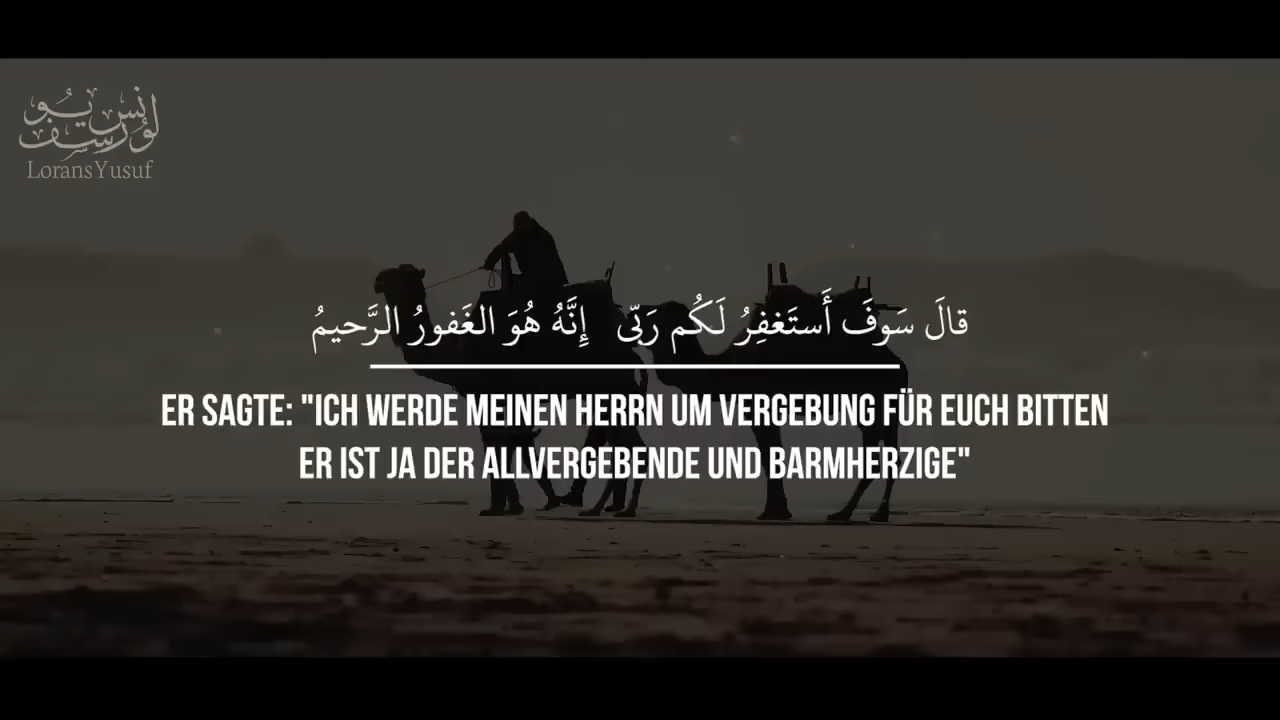 لورنس يوسف
LoransYusuf
قالَ سَوفَ أَستَغفِرُ لَكُم رَبّى إِنَّهُ هُوَ الغَفورُ الرَّحيمُ
ER SAGTE: "ICH WERDE MEINEN HERRN UM VERGEBUNG FÜR EUCH BITTEN
ER IST JA DER ALLVERGEBENDE UND BARMHERZIGE"